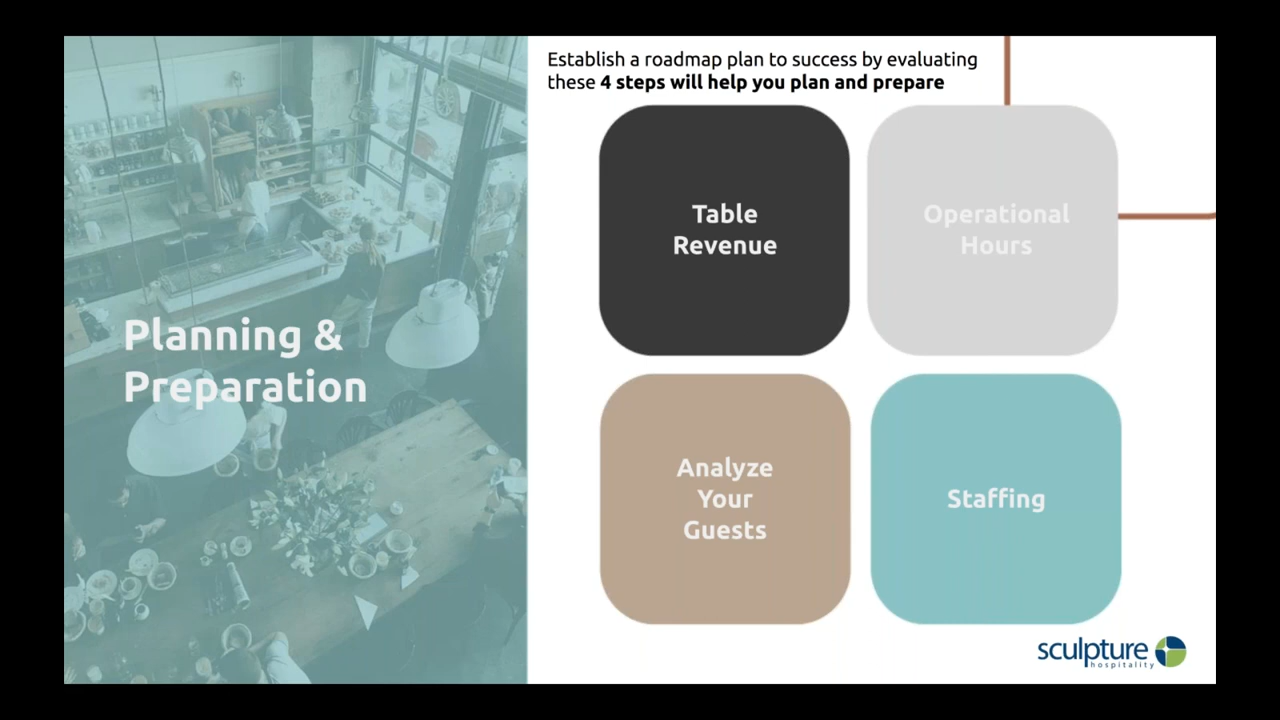 Planning &
Preparation
Establish a roadmap plan to success by evaluating
these 4 steps will help you plan and prepare
Table
Revenue
Operational
Hours
Analyze
Your
Guests
Staffing
sculpture
hospitality